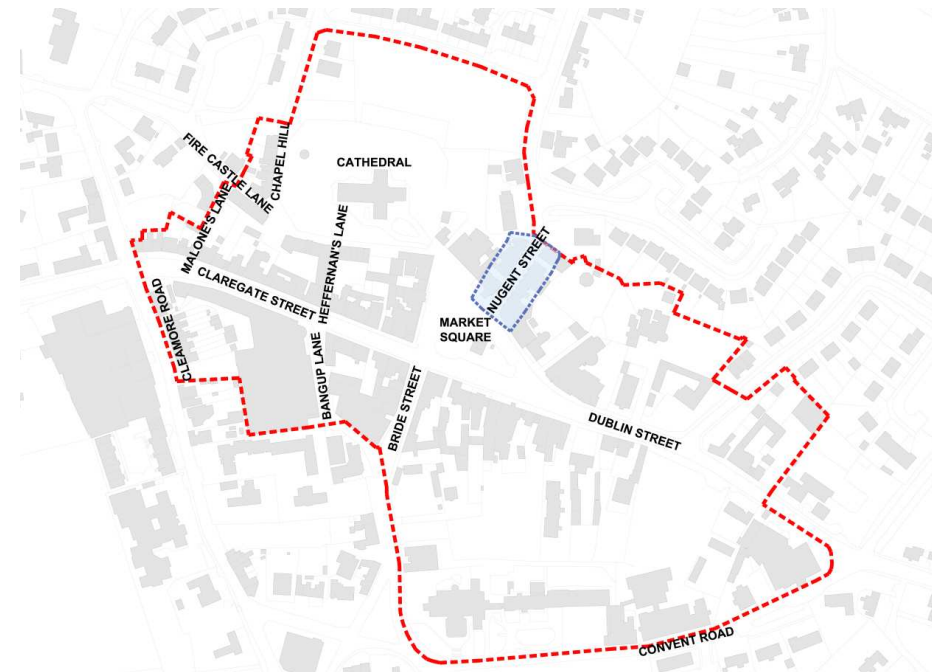 FIRE CASTLE LANE
CHAPEL HILL
CATHEDRAL
MALONE'S LANE
HEFFERNAN'S LANE
NUGENT STREET
CLAREGATE STREET
CLEAMORE ROAD
MARKET
SQUARE
BANGUP LANE
BRIDE STREET
DUBLIN STREET
CONVENT ROAD